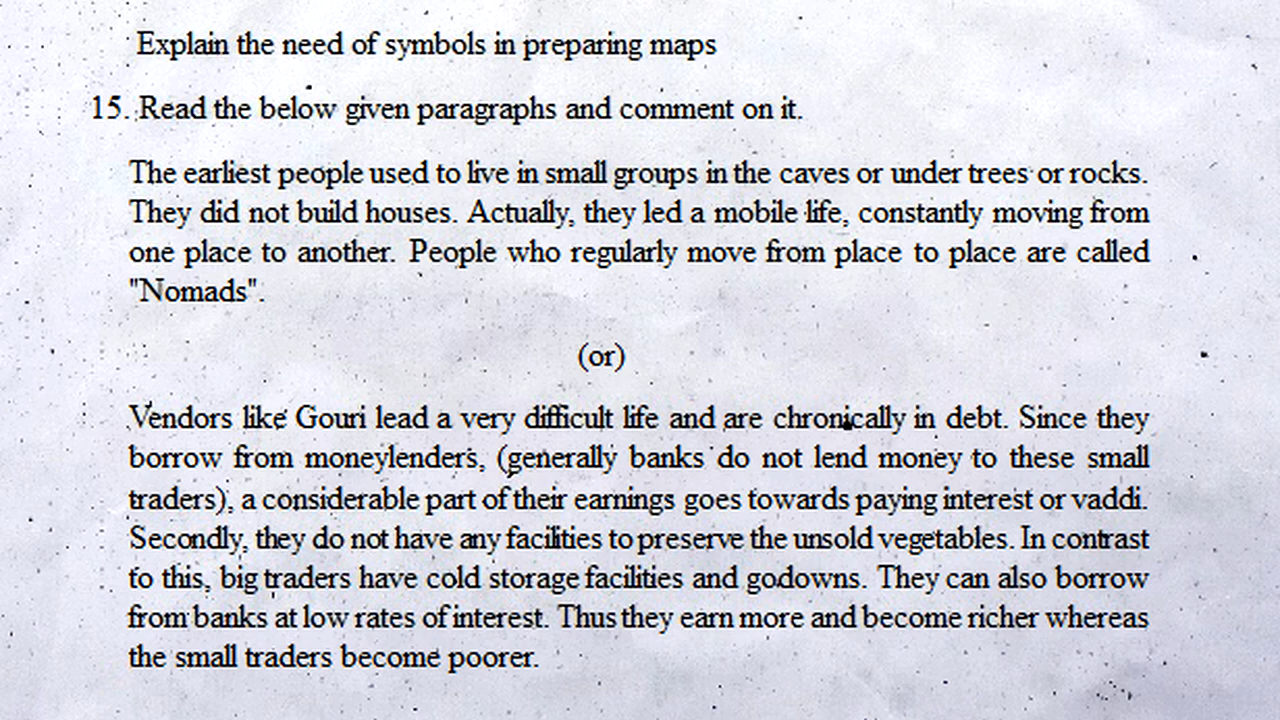 Explain the need of symbols in preparing maps
15. Read the below given paragraphs and comment on it.
The earliest people used to live in small groups in the caves or under trees or rocks.
They did not build houses. Actually, they led a mobile life, constantly moving from
one place to another. People who regularly move from place to place are called
"Nomads".
(or)
Vendors like Gouri lead a very difficult life and are chronically in debt. Since they
borrow from moneylenders, (generally banks do not lend money to these small
traders), a considerable part of their earnings goes towards paying interest or vaddi.
Secondly, they do not have any facilities to preserve the unsold vegetables. In contrast
to this, big traders have cold storage facilities and godowns. They can also borrow
from banks at low rates of interest. Thus they earn more and become richer whereas
the small traders become poorer.